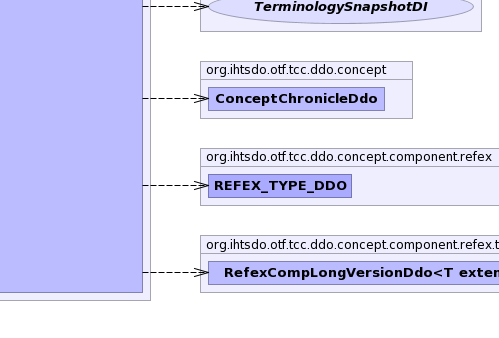 TerminologySnapshotDI
org.ihtsdo.otf.tcc.ddo.concept
ConceptChronicleDdo
org.ihtsdo.otf.tcc.ddo.concept.component.refex
REFEX_TYPE_DDO
org.ihtsdo.otf.tcc.ddo.concept.component.refex.t
RefexCompLongVersionDdo<T exten